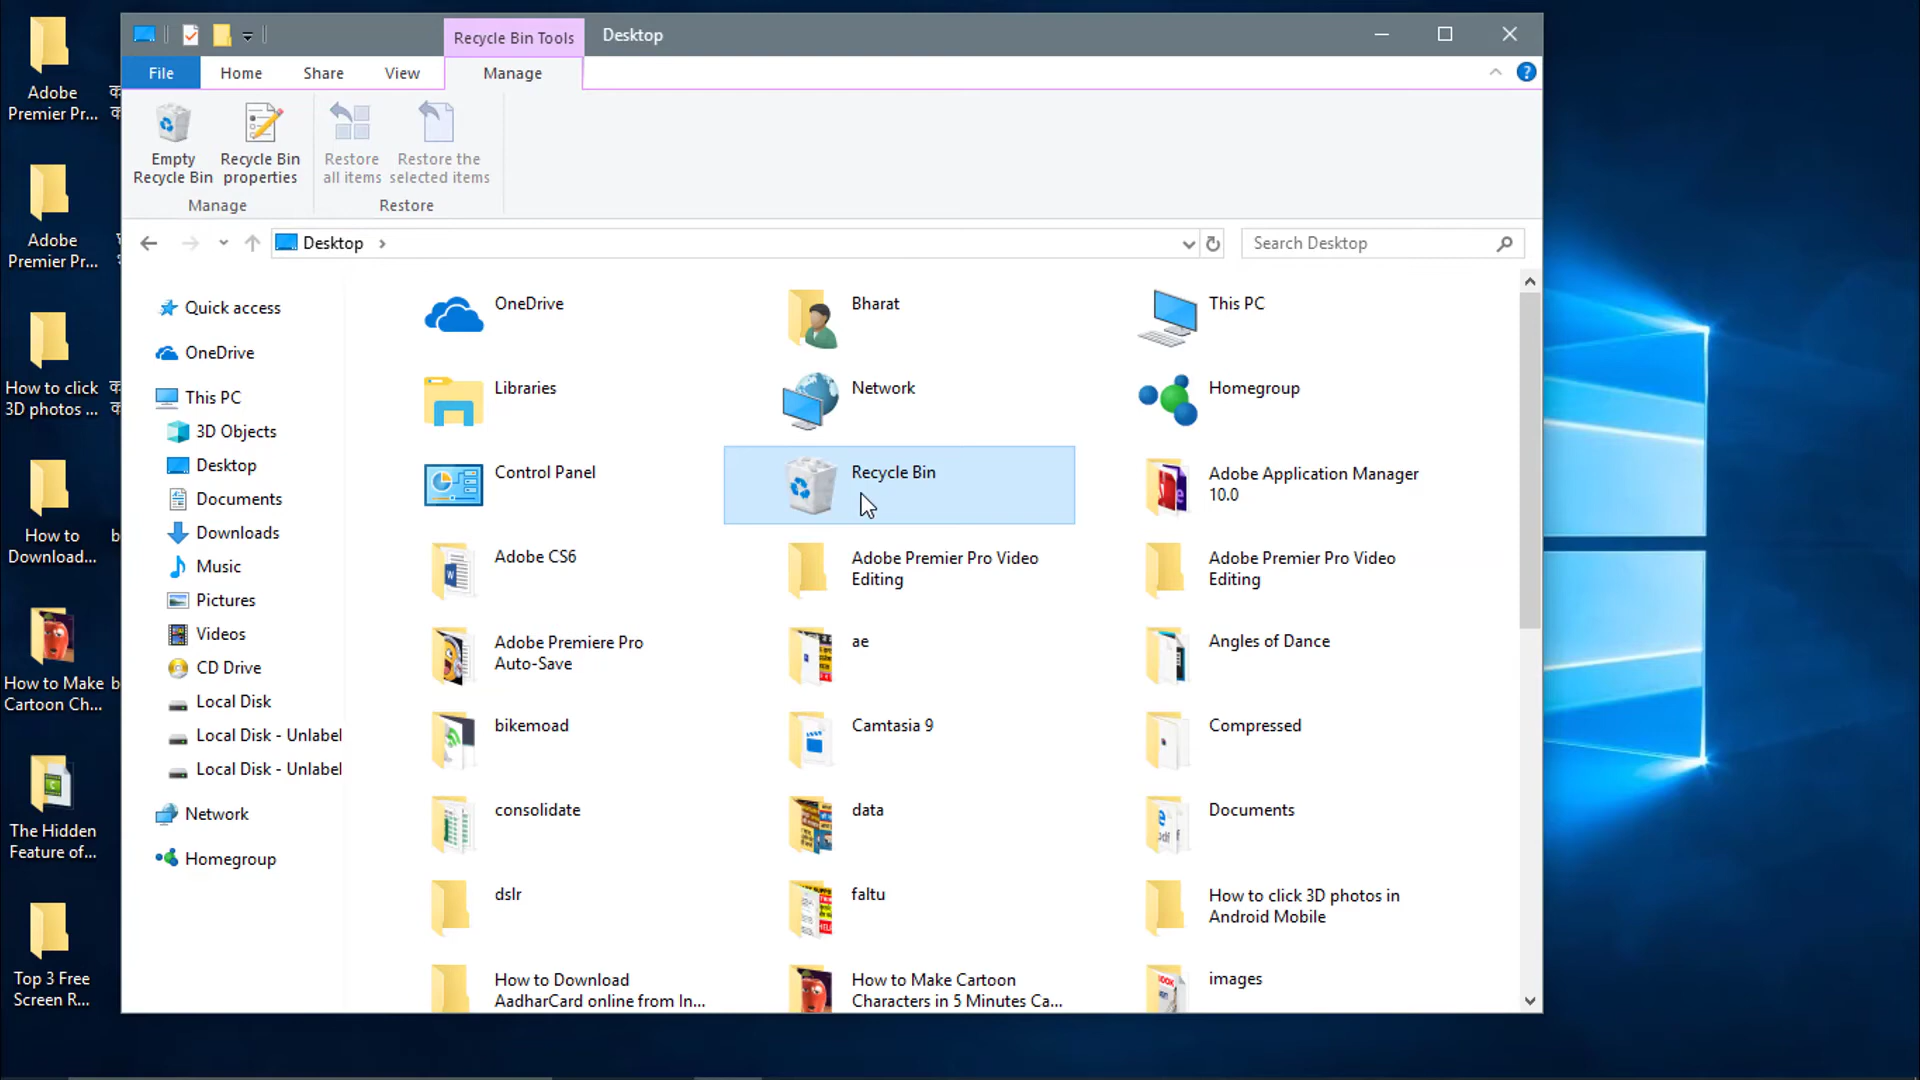 Adobe
Premier Pr...
Adobe
Premier Pr...
How to click
3D photos ...
How to
Download...
How to Make
Cartoon Ch...
The Hidden
Feature of...
Top 3 Free
Screen R...
Recycle Bin Tools
Desktop
File
Home
Share
View
Manage
Empty
Recycle Bin
Recycle Bin
properties
Restore
all items
Restore the
selected items
Manage
Restore
Desktop
Search Desktop
Quick access
OneDrive
This PC
3D Objects
Desktop
Documents
Downloads
Music
Pictures
Videos
CD Drive
Local Disk
Local Disk - Unlabel
Local Disk - Unlabel
Network
Homegroup
OneDrive
Bharat
This PC
Libraries
Network
Homegroup
Control Panel
Recycle Bin
Adobe Application Manager
10.0
Adobe CS6
Adobe Premier Pro Video
Editing
Adobe Premier Pro Video
Editing
Adobe Premiere Pro
Auto-Save
ae
Angles of Dance
bikemoad
Camtasia 9
Compressed
consolidate
data
Documents
dslr
faltu
How to click 3D photos in
Android Mobile
How to Download
AadharCard online from In...
How to Make Cartoon
Characters in 5 Minutes Ca...
images